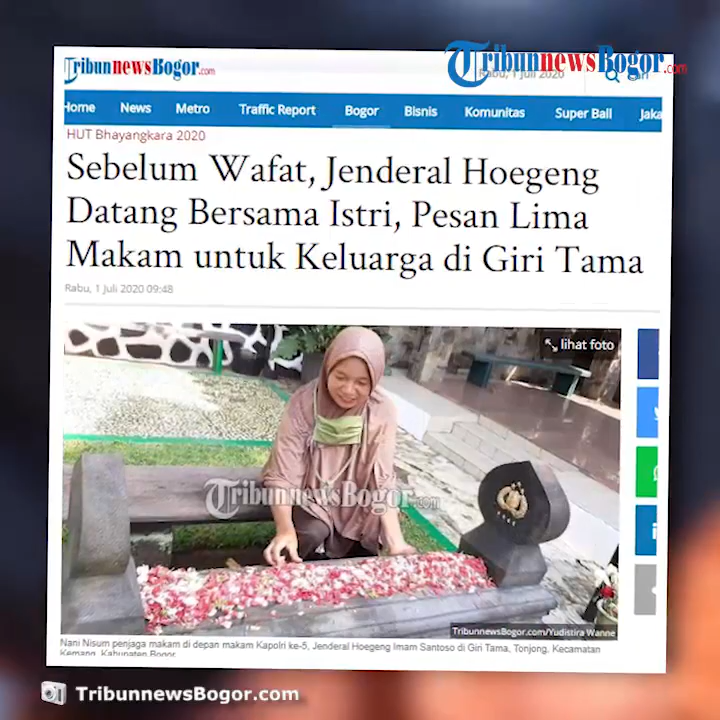 TribunnewsBogor.com
TribunnewsBogor.com
Rabu, 1 Juli 2020
Home News Metro Traffic Report Bogor Bisnis Komunitas Super Ball Jaka
HUT Bhayangkara 2020
Sebelum Wafat, Jenderal Hoegeng
Datang Bersama Istri, Pesan Lima
Makam untuk Keluarga di Giri Tama
Rabu, 1 Juli 2020 09:48
lihat foto
TribunnewsBogor.com
TribunnewsBogor.com/Yudistira Wanne
Nani Nisum penjaga makam di depan makam Kapolri ke-5, Jenderal Hoegeng Imam Santoso di Giri Tama, Tonjong, Kecamatan
Kemang, Kabupaten Bogor
TribunnewsBogor.com